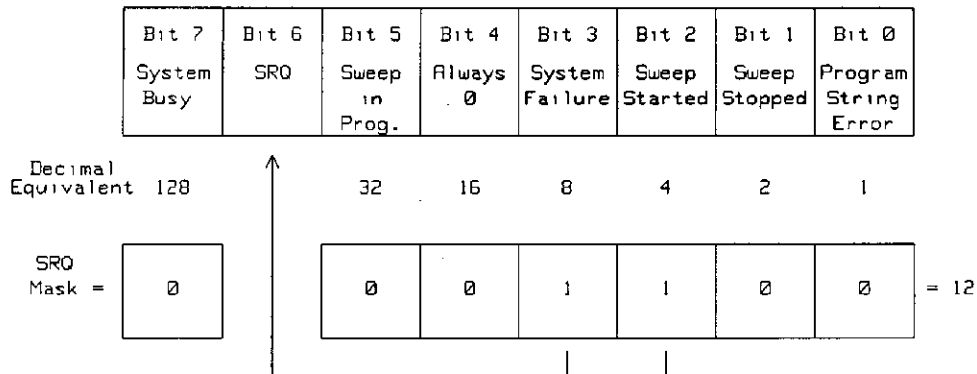 Bit 7 Bit 6 Bit 5 Bit 4 Bit 3 Bit 2 Bit 1 Bit 0
System SRQ Sweep Always System Sweep Sweep Program
Busy in 0 Failure Started Stopped String
Prog. Error
Decimal
Equivalent 128 32 16 8 4 2 1
SRQ
Mask = 0 0 0 1 1 0 0 = 12